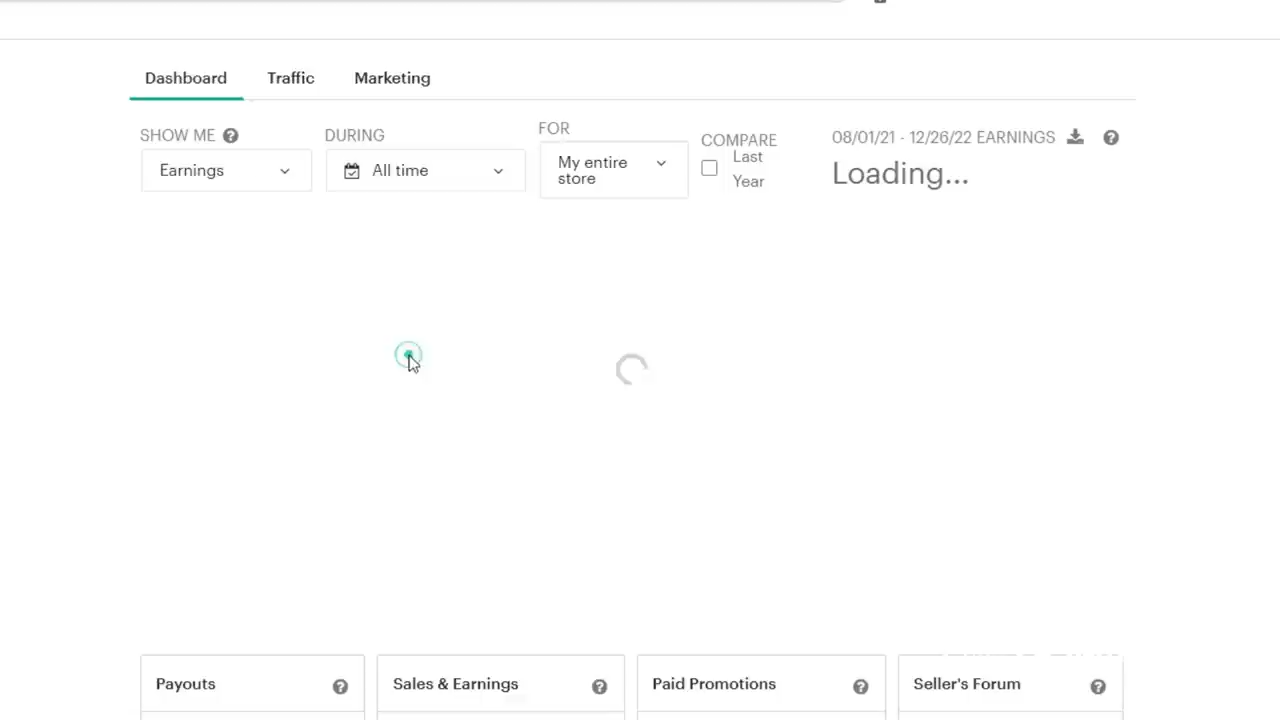 Dashboard Traffic Marketing
SHOW ME DURING FOR COMPARE 08/01/21 - 12/26/22 EARNINGS
Earnings All time My entire store Last Year Loading...
Payouts Sales & Earnings Paid Promotions Seller's Forum